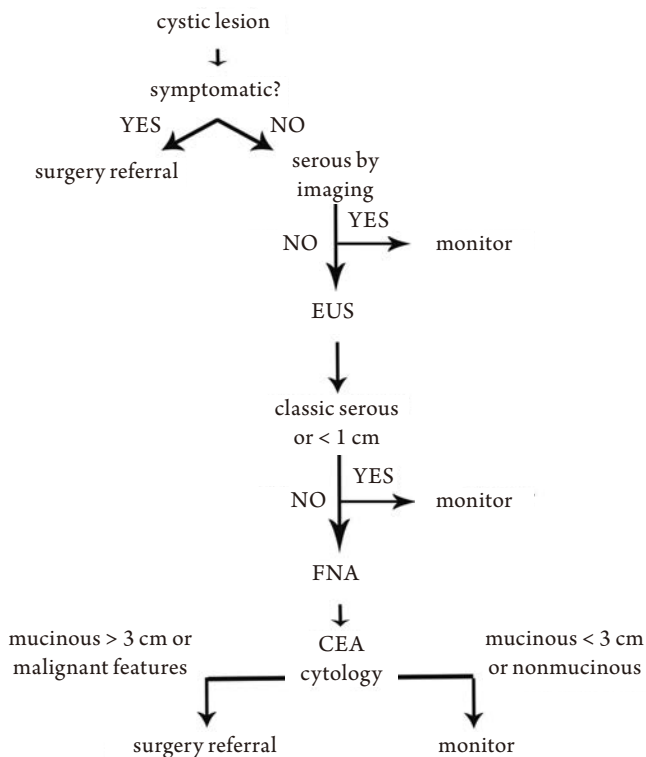 cystic lesion
symptomatic?
YES
NO
surgery referral
serous by
imaging
YES
NO
monitor
EUS
classic serous
or < 1 cm
YES
NO
monitor
FNA
mucinous > 3 cm or
malignant features
CEA
cytology
mucinous < 3 cm
or nonmucinous
surgery referral
monitor